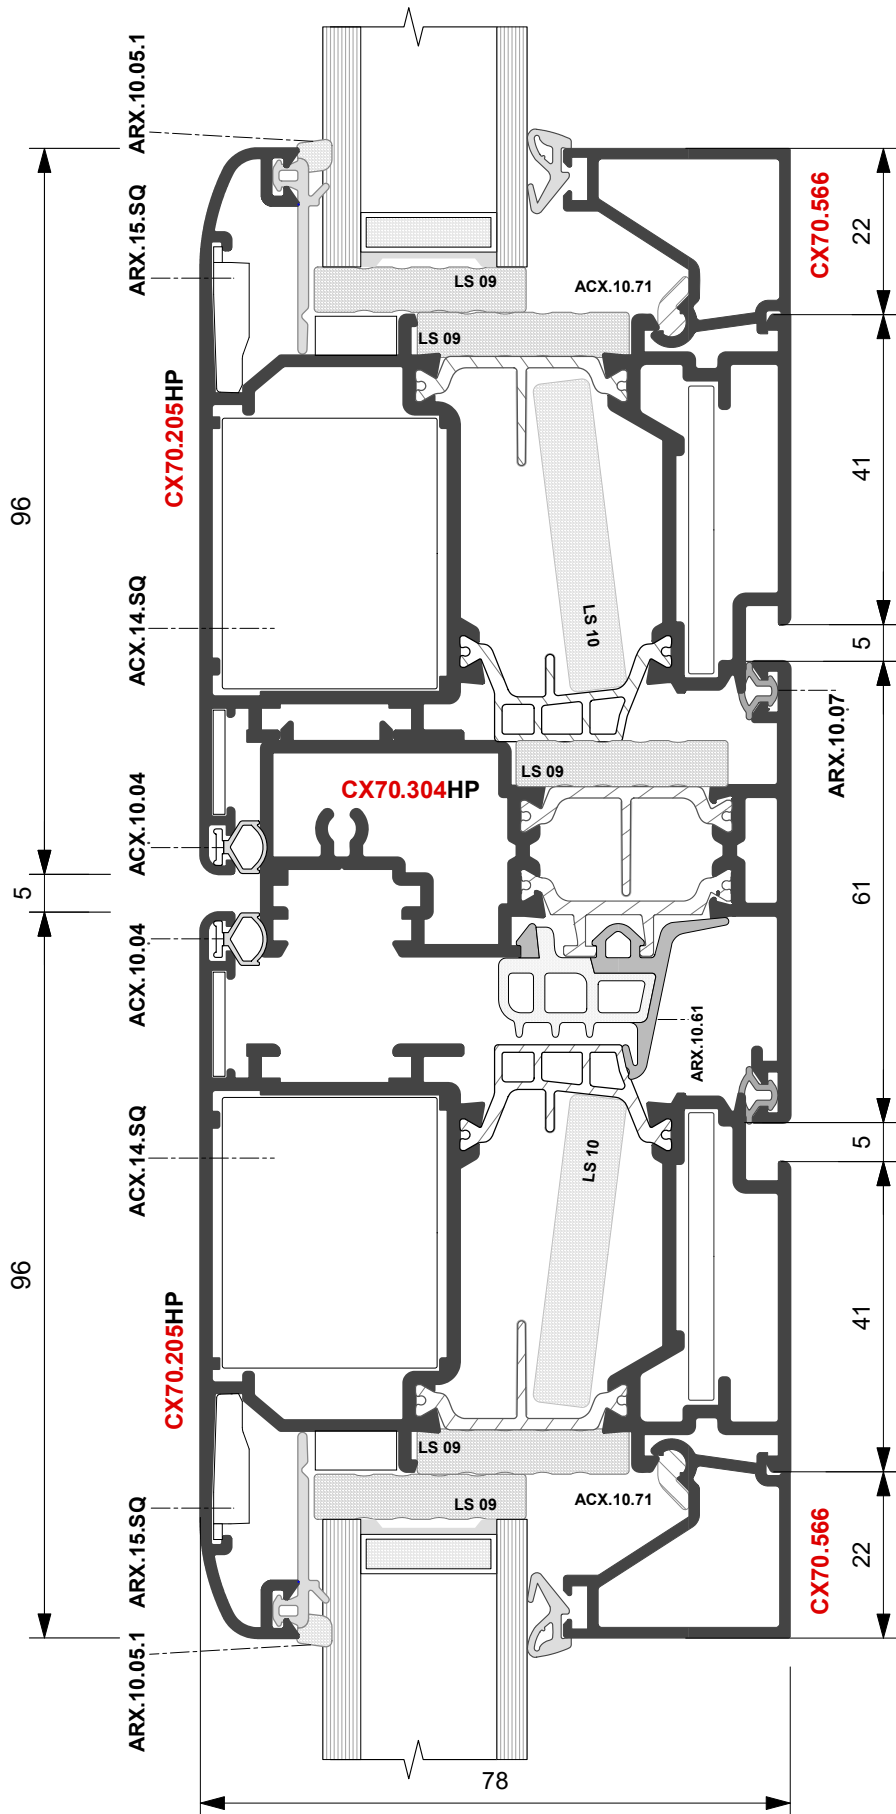 ARX.10.05.1
ARX.15.SQ
CX70.566
22
LS 09
ACX.10.71
LS 09
CX70.205HP
41
96
ACX.14.SQ
LS 10
5
ARX.10.07
LS 09
CX70.304HP
ACX.10.04
5
61
ACX.10.04
ARX.10.61
ACX.14.SQ
5
LS 10
96
CX70.205HP
41
LS 09
LS 09
ACX.10.71
ARX.15.SQ
CX70.566
22
ARX.10.05.1
78